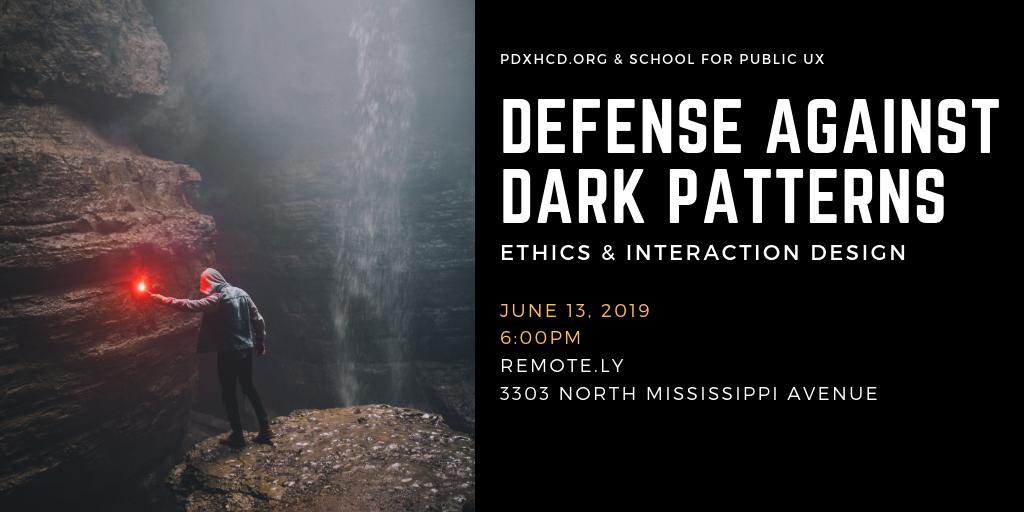 PDXHCD.ORG & SCHOOL FOR PUBLIC UX
DEFENSE AGAINST
DARK PATTERNS
ETHICS & INTERACTION DESIGN
JUNE 13, 2019
6:00PM
REMOTE.LY
3303 NORTH MISSISSIPPI AVENUE